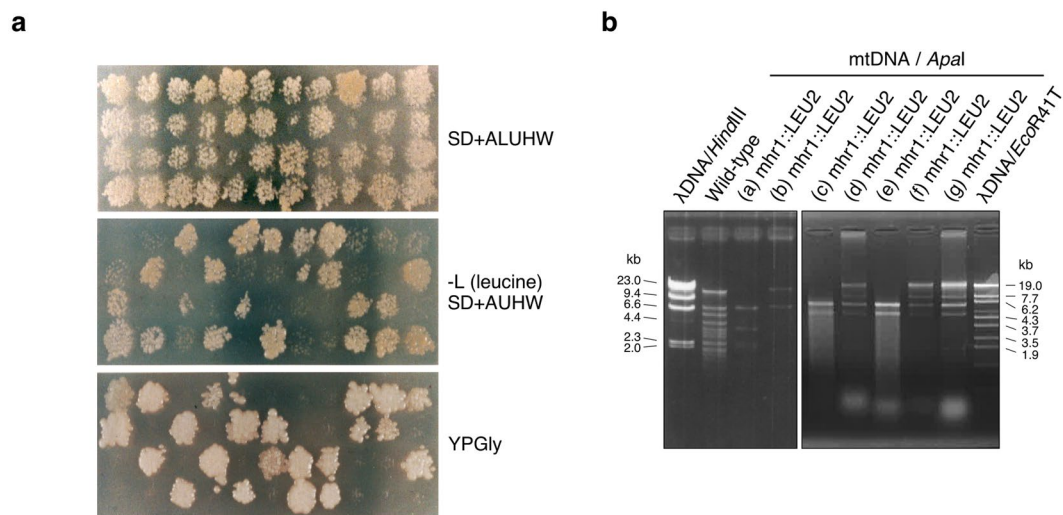 a
SD+ALUHW
-L (leucine)
SD+AUHW
YPGly
b
mtDNA / ApaI
λDNA/HindIII
Wild-type
(a) mhr1::LEU2
(b) mhr1::LEU2
(c) mhr1::LEU2
(d) mhr1::LEU2
(e) mhr1::LEU2
(f) mhr1::LEU2
(g) mhr1::LEU2
λDNA/EcoR41T
kb
23.0
9.4
6.6
4.4
2.3
2.0
kb
19.0
7.7
6.2
4.3
3.7
3.5
1.9